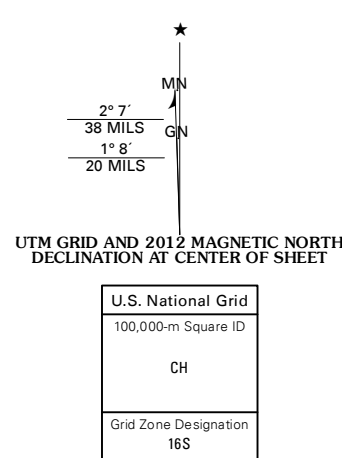 ★
MN
2° 7´
38 MILS
GN
1° 8´
20 MILS
UTM GRID AND 2012 MAGNETIC NORTH
DECLINATION AT CENTER OF SHEET
U.S. National Grid
100,000-m Square ID
CH
Grid Zone Designation
16S